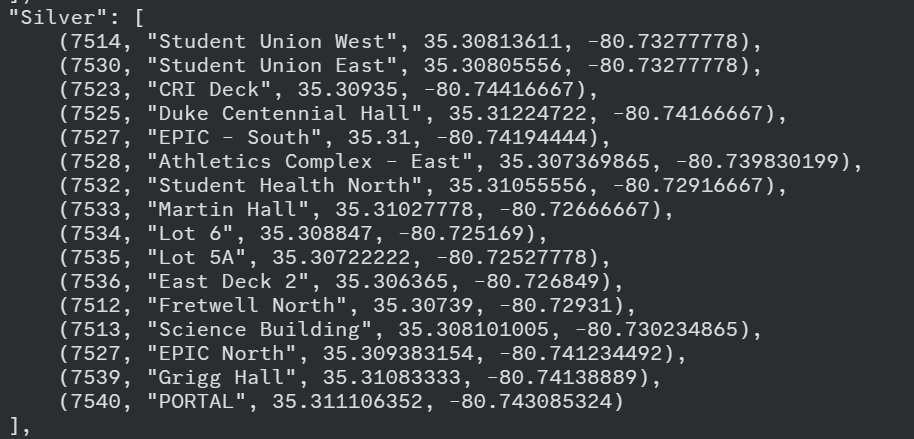 "Silver": [
(7514, "Student Union West", 35.30813611, -80.73277778),
(7530, "Student Union East", 35.30805556, -80.73277778),
(7523, "CRI Deck", 35.30935, -80.74416667),
(7525, "Duke Centennial Hall", 35.31224722, -80.74166667),
(7527, "EPIC - South", 35.31, -80.74194444),
(7528, "Athletics Complex - East", 35.307369865, -80.739830199),
(7532, "Student Health North", 35.31055556, -80.72916667),
(7533, "Martin Hall", 35.31027778, -80.72666667),
(7534, "Lot 6", 35.308847, -80.725169),
(7535, "Lot 5A", 35.30722222, -80.72527778),
(7536, "East Deck 2", 35.306365, -80.726849),
(7512, "Fretwell North", 35.30739, -80.72931),
(7513, "Science Building", 35.308101005, -80.730234865),
(7527, "EPIC North", 35.309383154, -80.741234492),
(7539, "Grigg Hall", 35.31083333, -80.74138889),
(7540, "PORTAL", 35.311106352, -80.743085324)
],